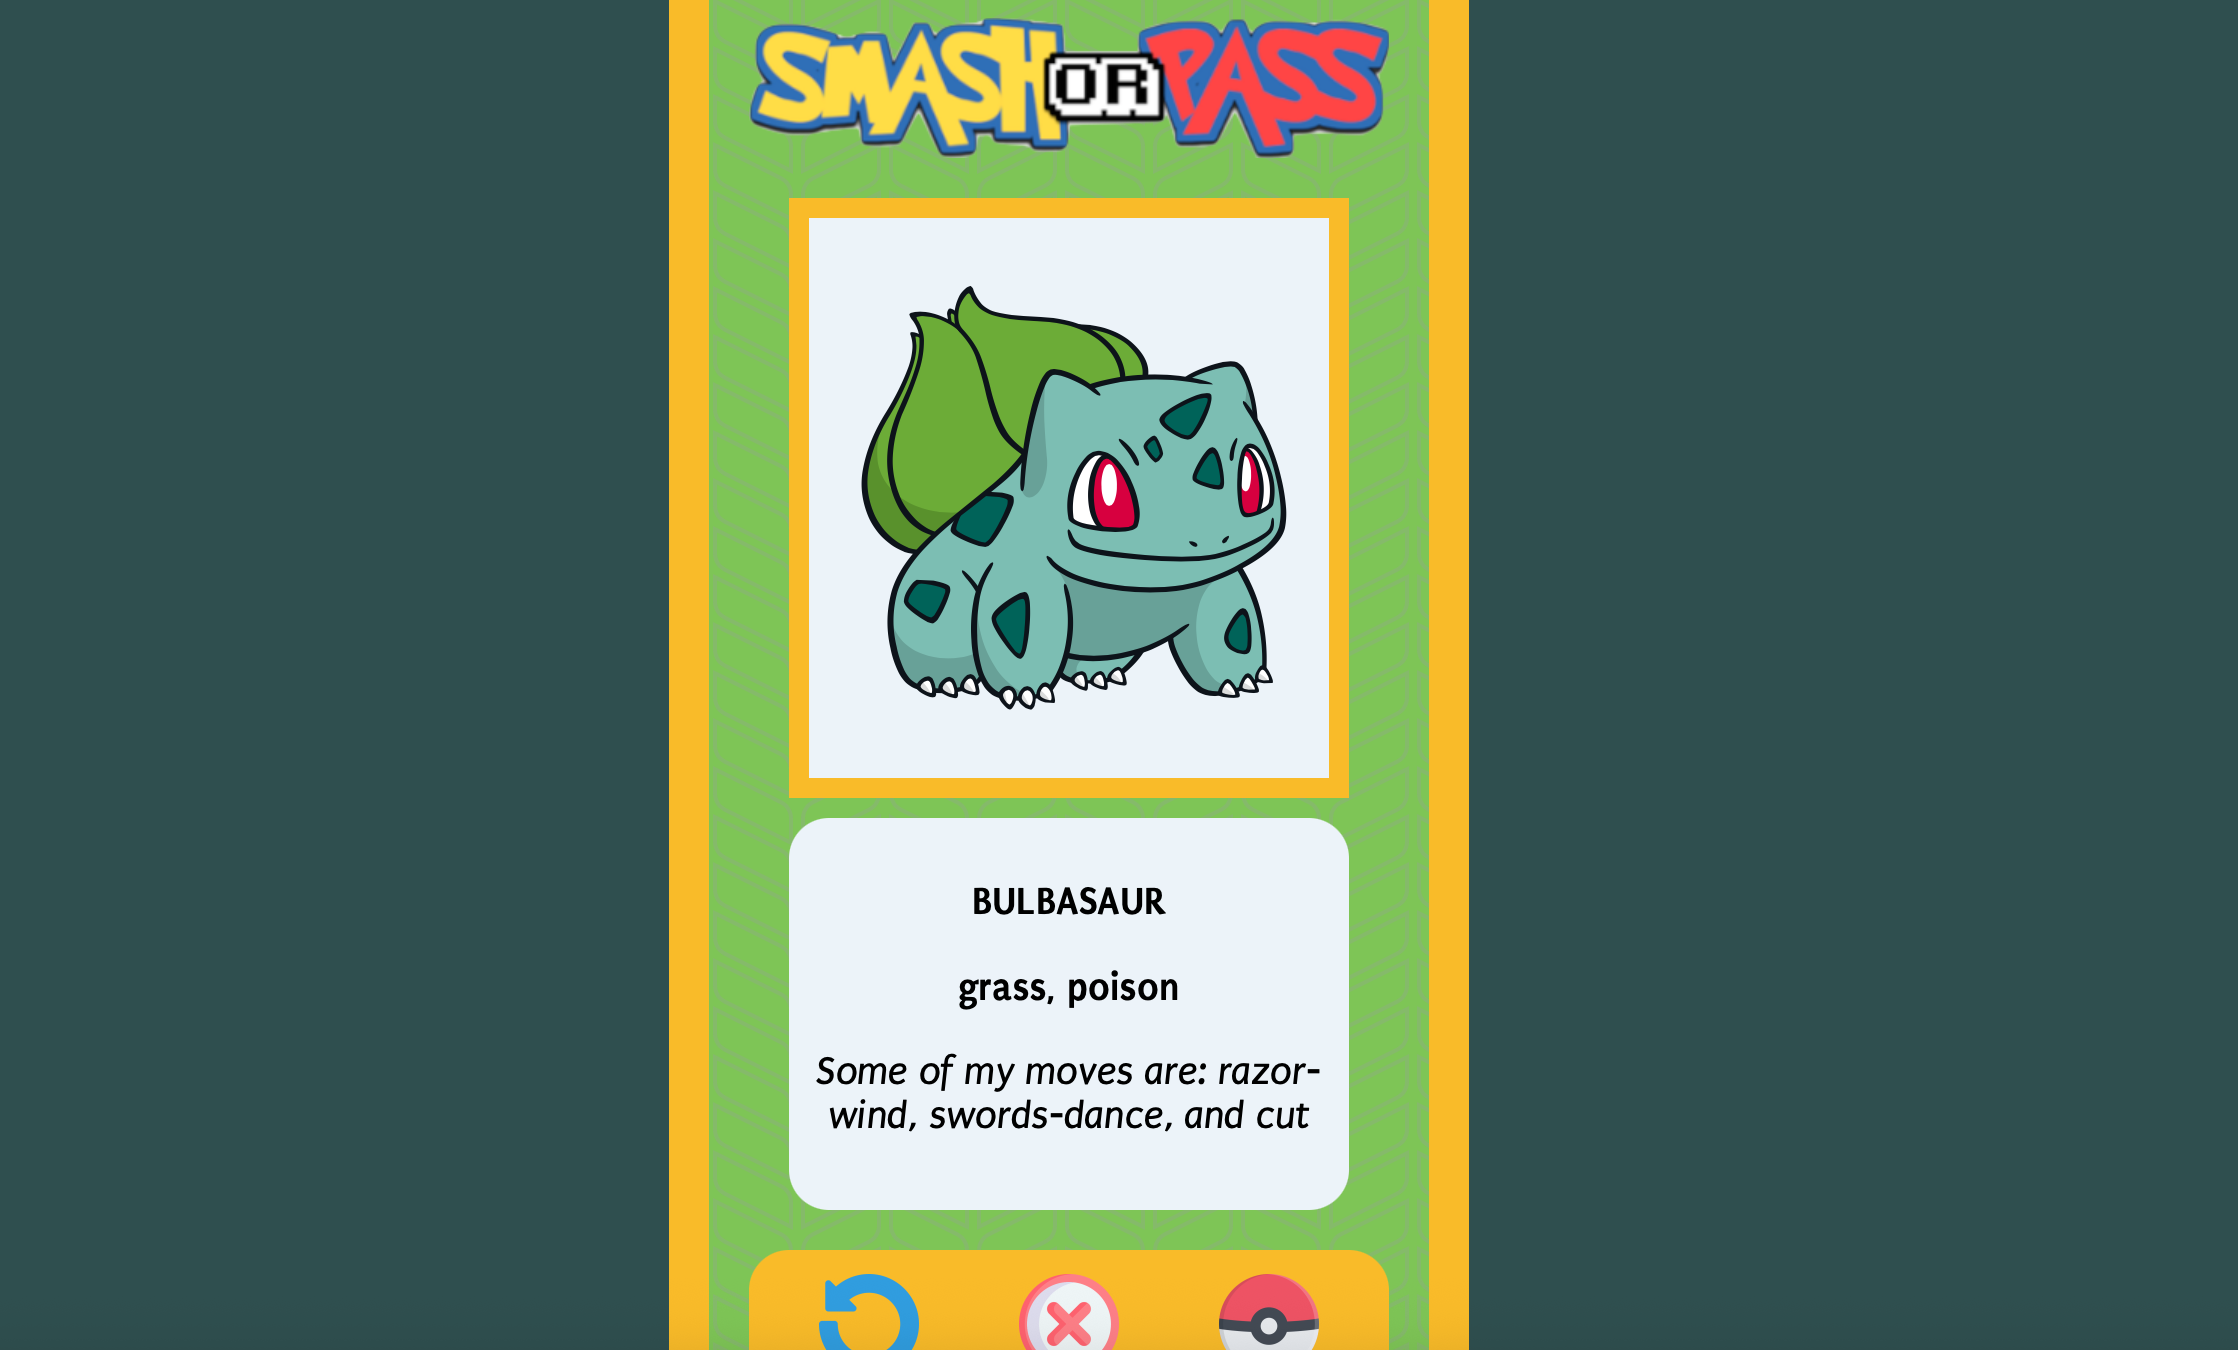 SMASH OR PASS
BULBASAUR
grass, poison
Some of my moves are: razor-
wind, swords-dance, and cut